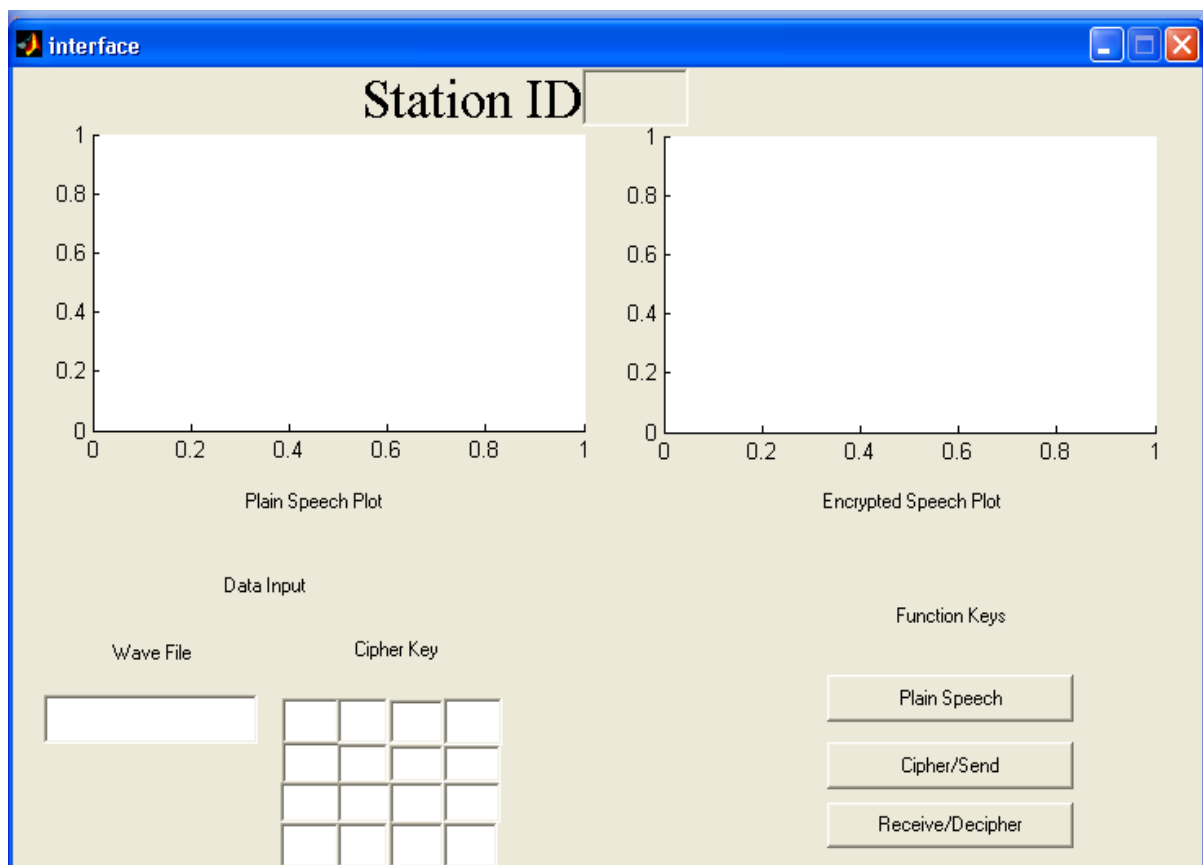 interface
Station ID
1
0.8
0.6
0.4
0.2
0
0 0.2 0.4 0.6 0.8 1
Plain Speech Plot
1
0.8
0.6
0.4
0.2
0
0 0.2 0.4 0.6 0.8 1
Encrypted Speech Plot
Data Input
Wave File
Cipher Key
Function Keys
Plain Speech
Cipher/Send
Receive/Decipher